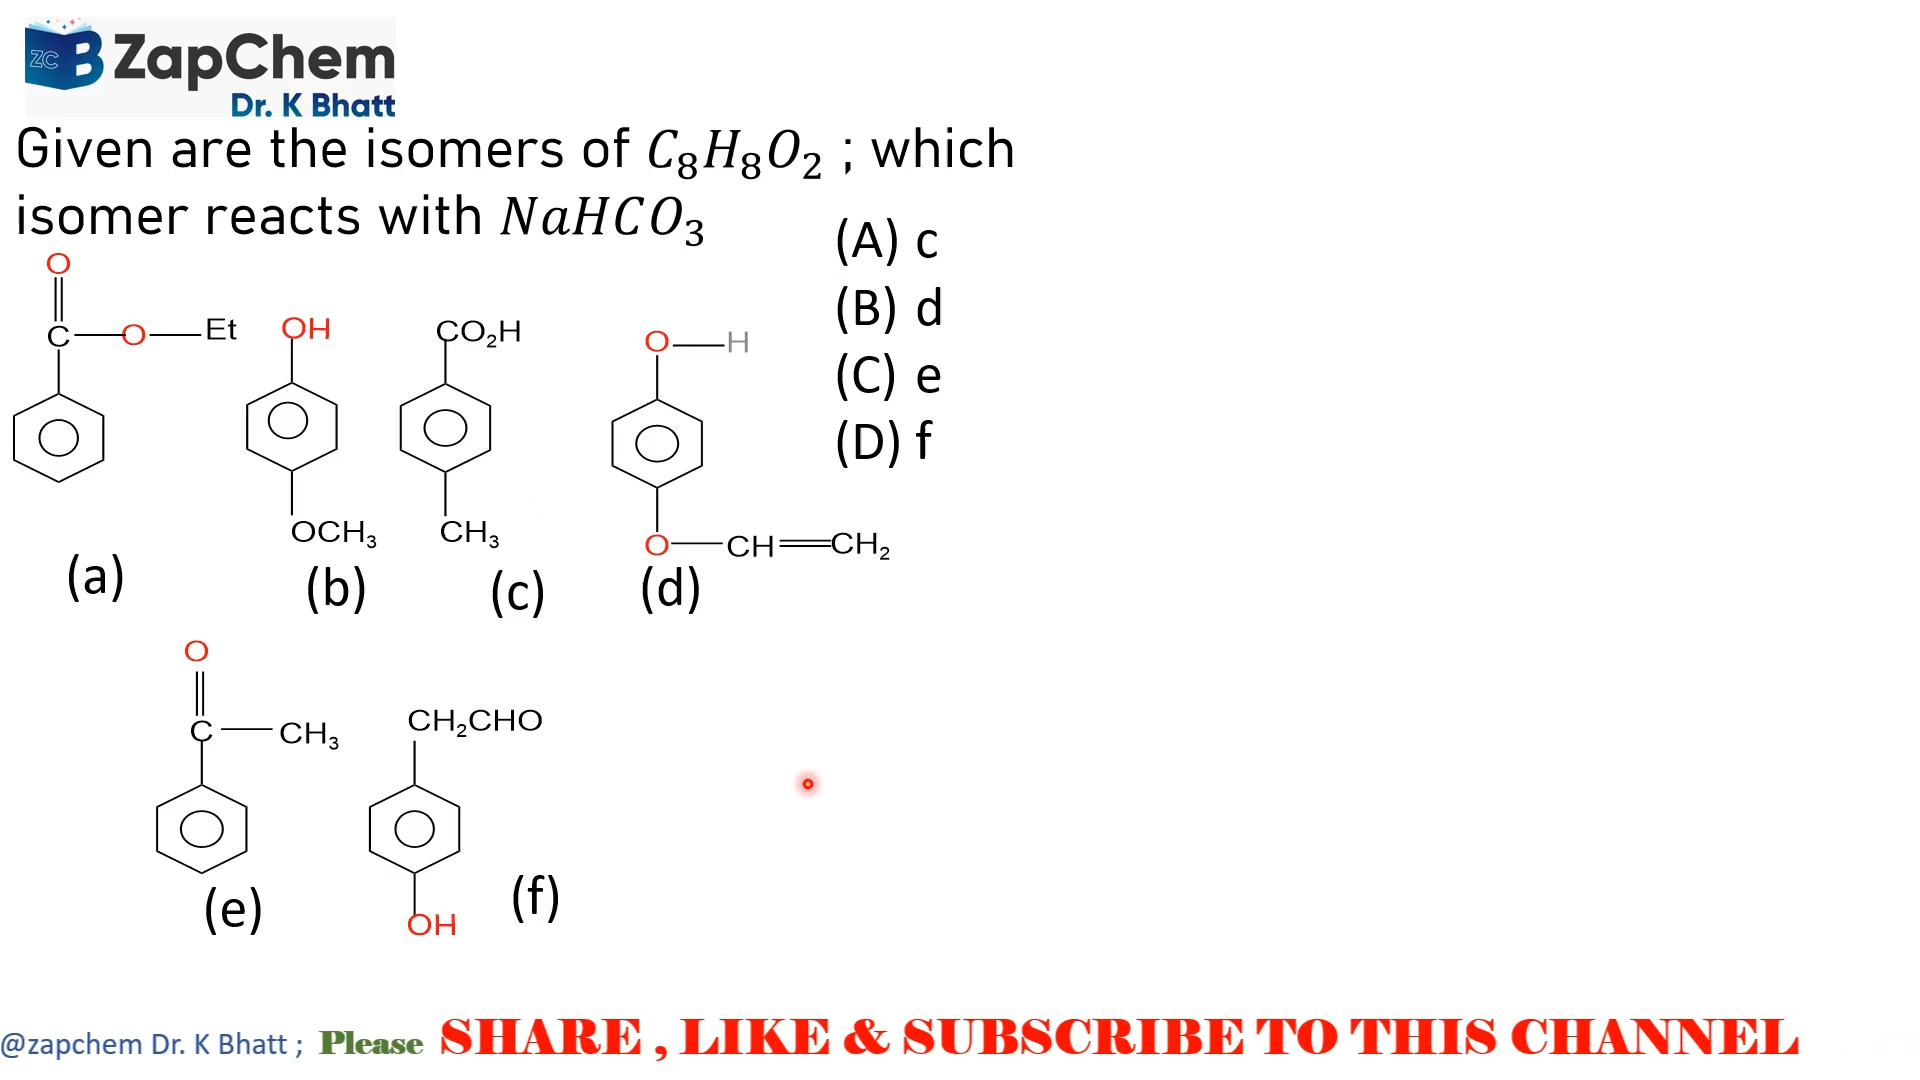 ZC B ZapChem
Dr. K Bhatt
Given are the isomers of C₈H₈O₂ ; which
isomer reacts with NaHCO₃
(A) c
(B) d
(C) e
(D) f
O
C O Et
OH
OCH₃
CO₂H
CH₃
O H
O CH CH₂
(a)
(b)
(c)
(d)
O
C CH₃
CH₂CHO
OH
(e)
(f)
@zapchem Dr. K Bhatt ; Please SHARE , LIKE & SUBSCRIBE TO THIS CHANNEL